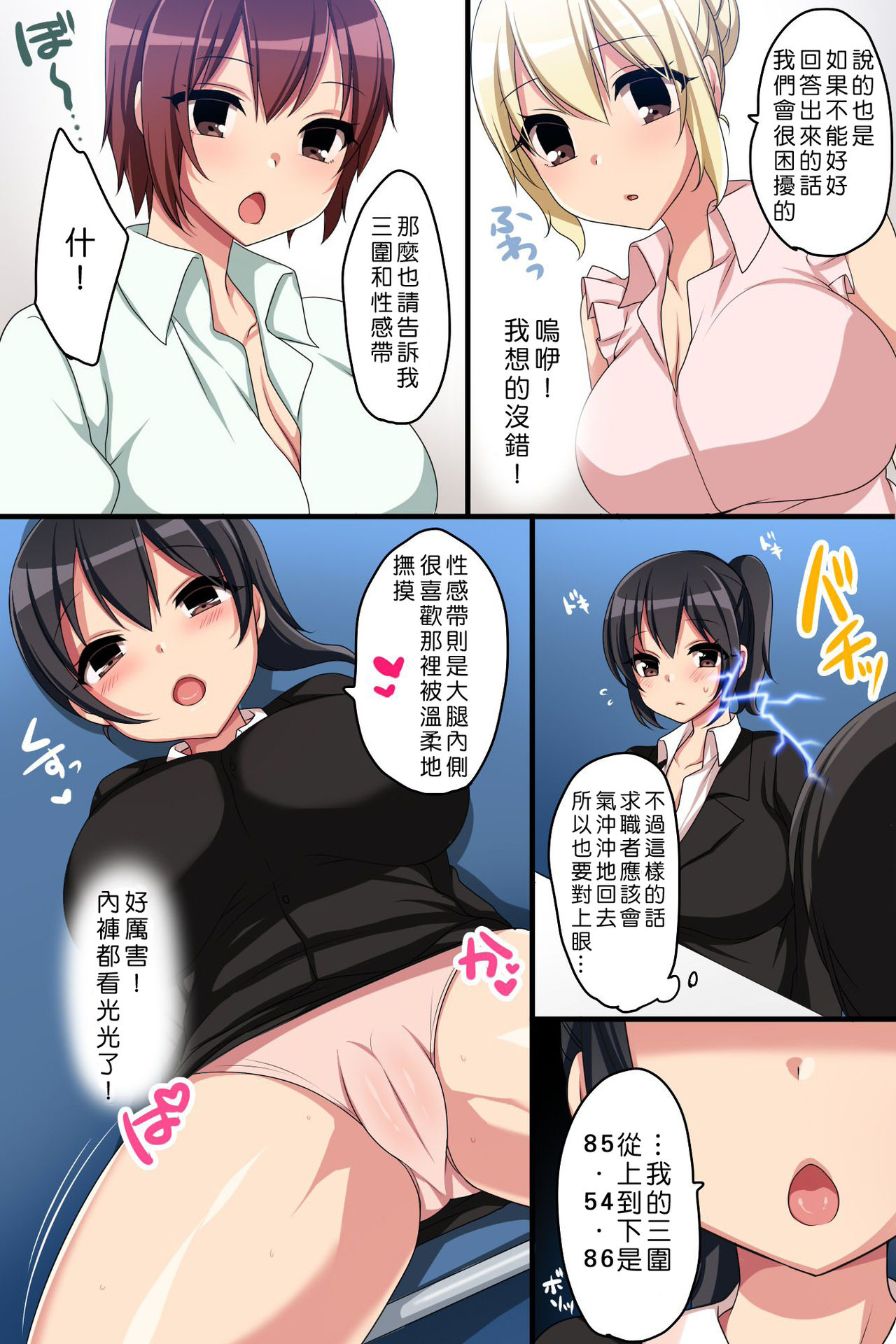 說的也是
如果不能好好
回答出來的話
我們會很困擾的
ふわっ
嗚咿！
我想的沒錯！
那麼也請告訴我
三圍和性感帶
ぼ～…
什！
バチッ
ドキ
ドキ
不過這樣的話
求職者應該會
氣沖沖地回去
所以也要對上眼…
…我的三圍
從上到下是
85．54．86
ボソッ
性感帶則是大腿內側
很喜歡那裡被溫柔地
撫摸
くすっ
好厲害！
內褲都看光光了！
かぱ